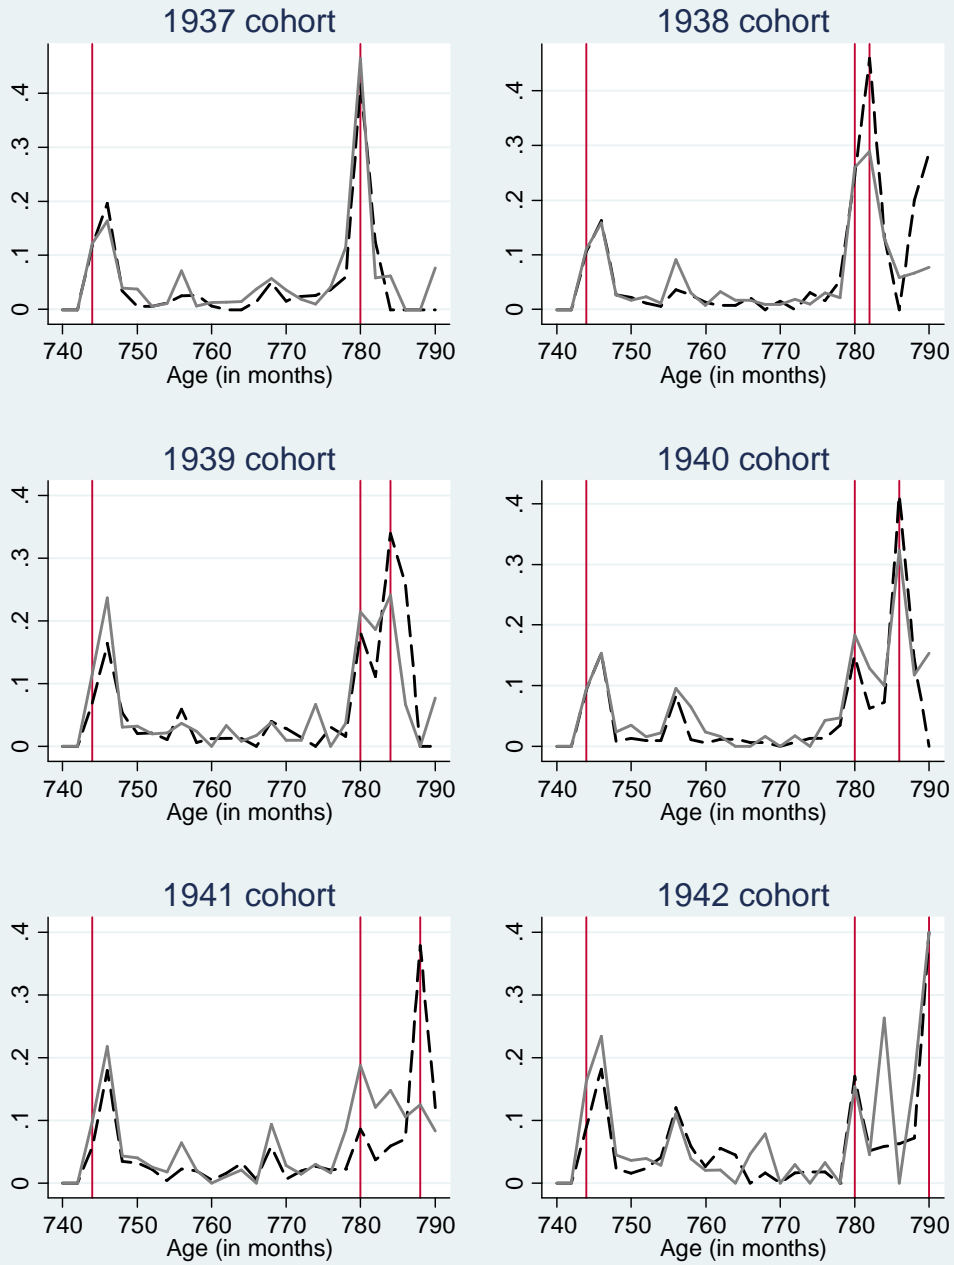 1937 cohort
.4
.3
.2
.1
0
740 750 760 770 780 790
Age (in months)
1938 cohort
.4
.3
.2
.1
0
740 750 760 770 780 790
Age (in months)
1939 cohort
.4
.3
.2
.1
0
740 750 760 770 780 790
Age (in months)
1940 cohort
.4
.3
.2
.1
0
740 750 760 770 780 790
Age (in months)
1941 cohort
.4
.3
.2
.1
0
740 750 760 770 780 790
Age (in months)
1942 cohort
.4
.3
.2
.1
0
740 750 760 770 780 790
Age (in months)